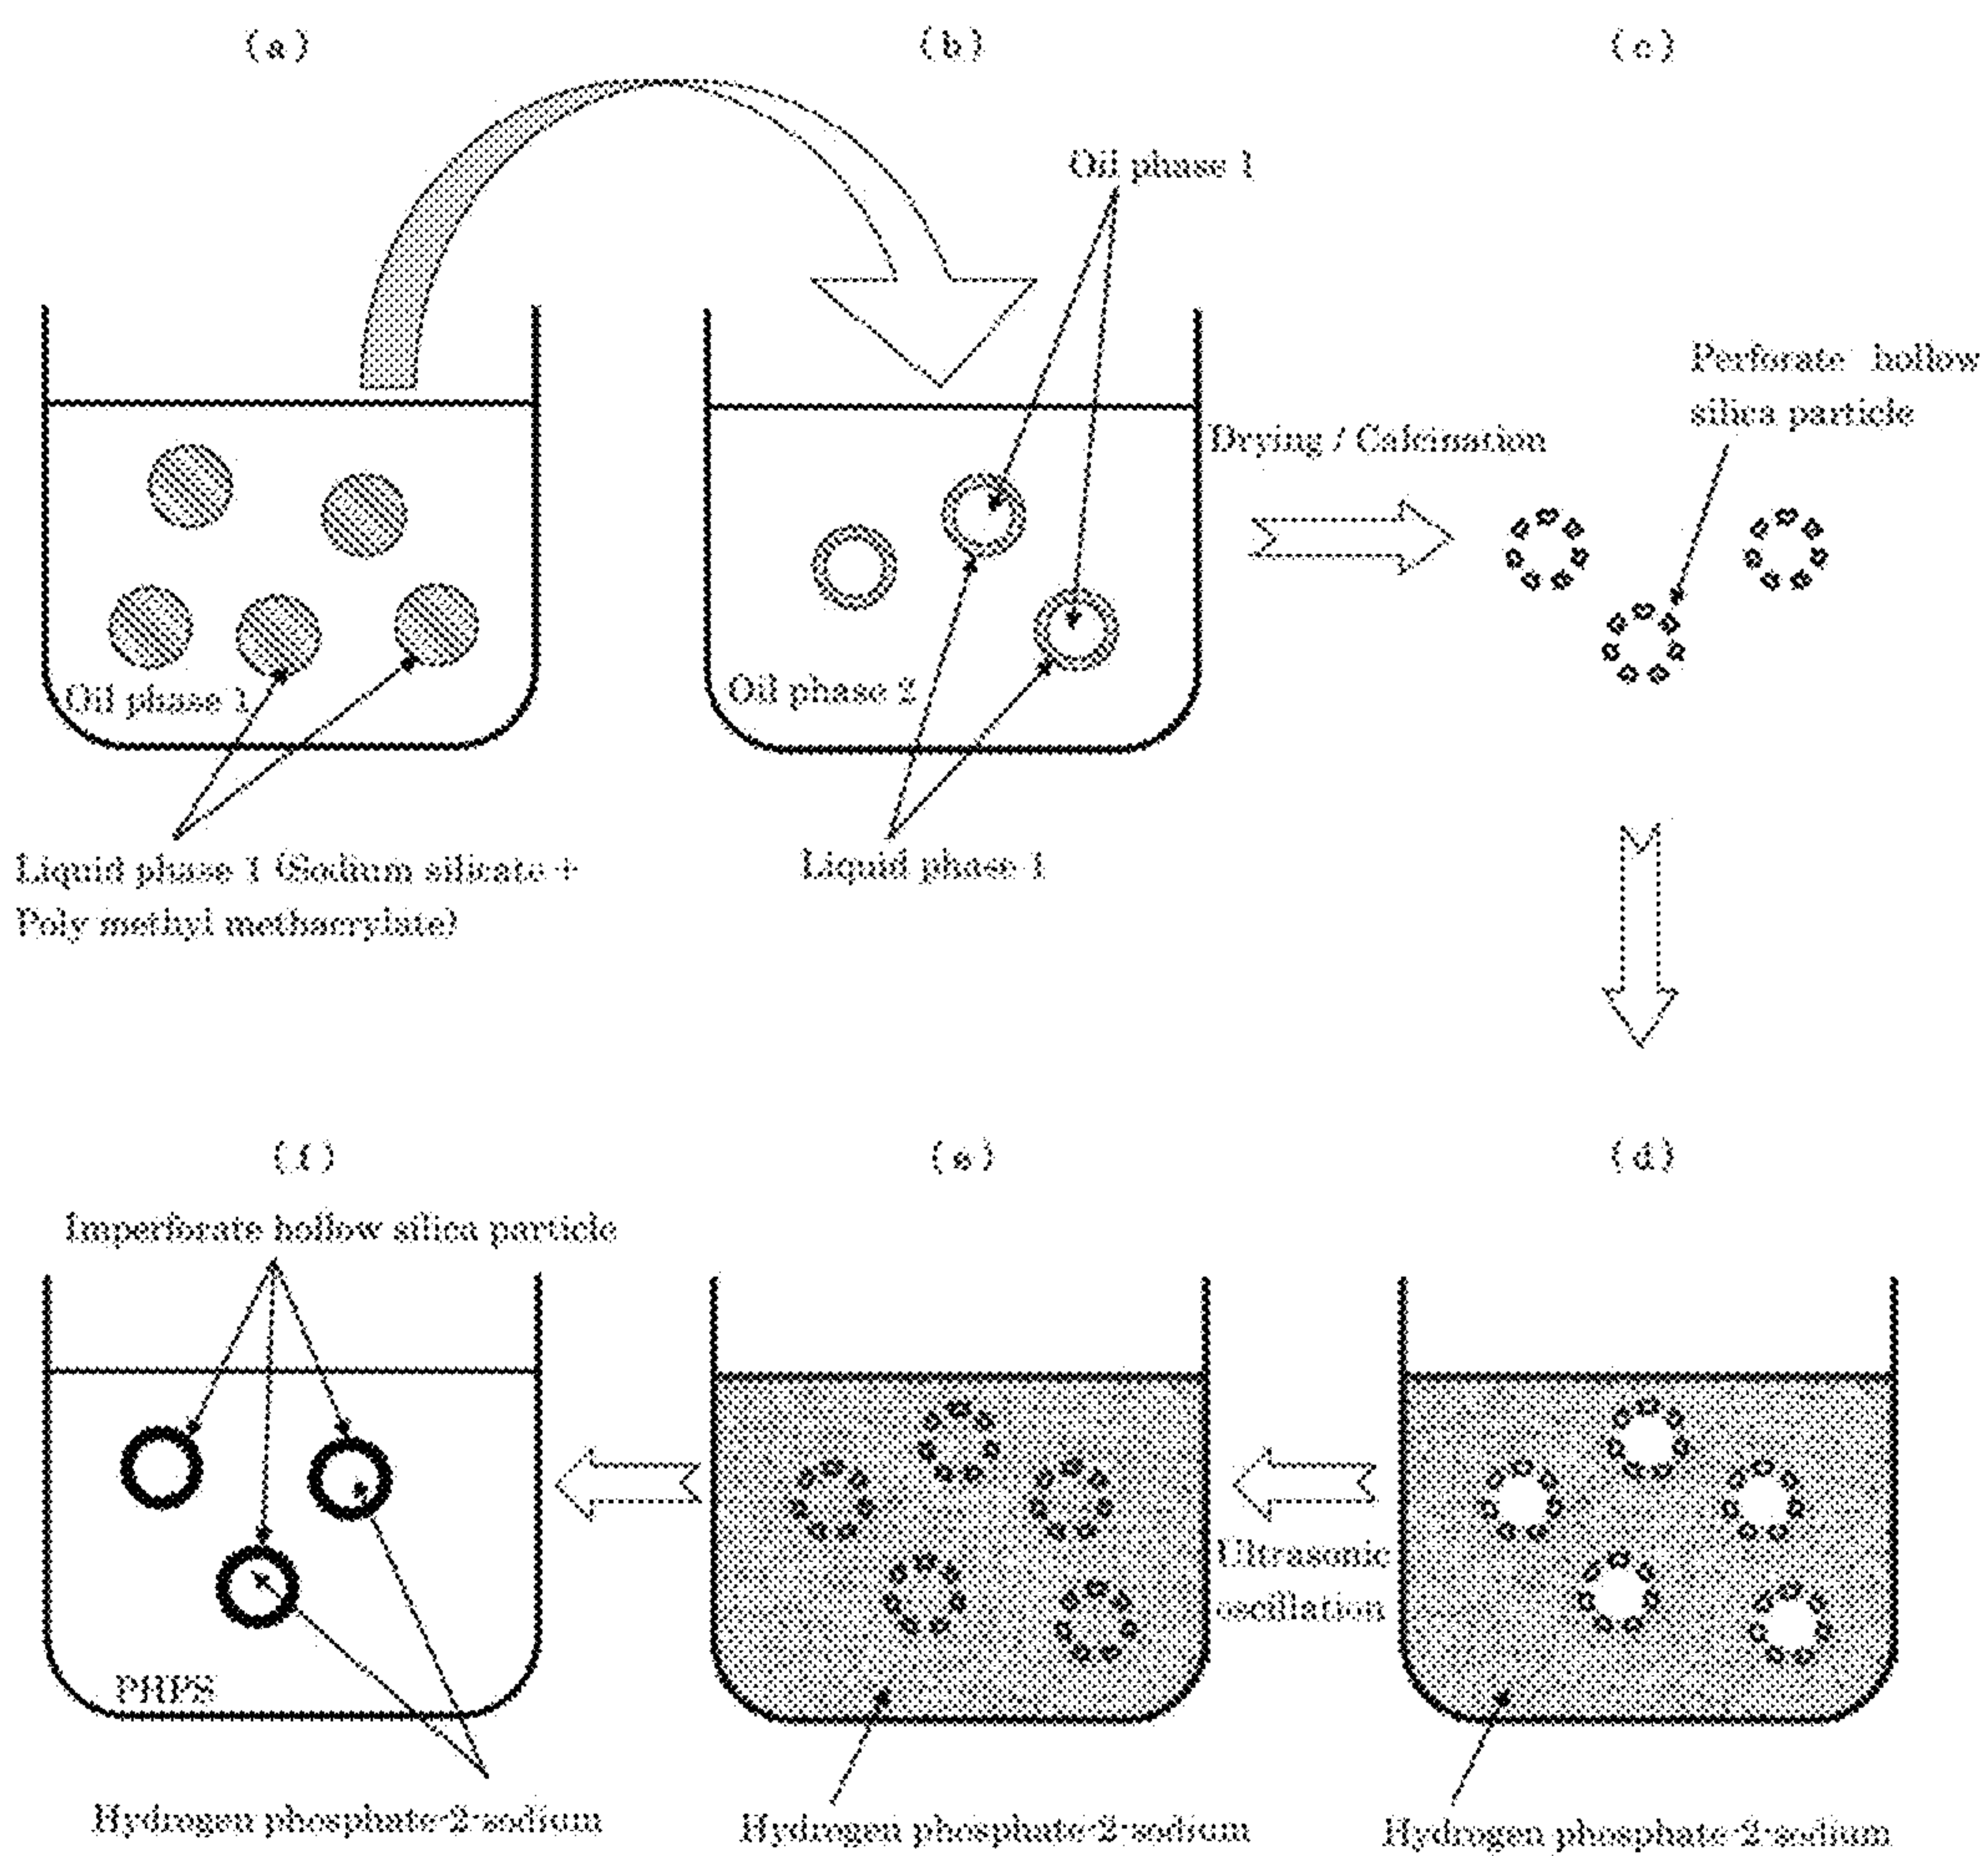 (a)
(b)
(c)
Oil phase 1
Perforate hollow
silica particle
Drying / Calcination
Oil phase 1
Oil phase 2
Liquid phase 1 (Sodium silicate +
Poly methyl methacrylate)
Liquid phase 1
(f)
(e)
(d)
Imperforate hollow silica particle
Ultrasonic
oscillation
PHPS
Hydrogen phosphate-2-sodium
Hydrogen phosphate-2-sodium
Hydrogen phosphate-2-sodium